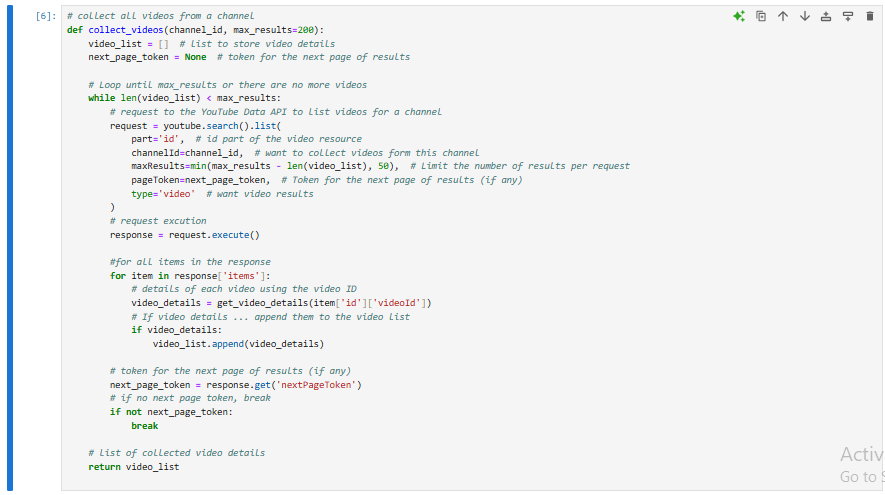 [6]: # collect all videos from a channel
def collect_videos(channel_id, max_results=200):
    video_list = []  # list to store video details
    next_page_token = None  # token for the next page of results

    # Loop until max_results or there are no more videos
    while len(video_list) < max_results:
        # request to the YouTube Data API to list videos for a channel
        request = youtube.search().list(
            part='id',  # id part of the video resource
            channelId=channel_id,  # want to collect videos form this channel
            maxResults=min(max_results - len(video_list), 50),  # Limit the number of results per request
            pageToken=next_page_token,  # Token for the next page of results (if any)
            type='video'  # want video results
        )
        # request excution
        response = request.execute()

        #for all items in the response
        for item in response['items']:
            # details of each video using the video ID
            video_details = get_video_details(item['id']['videoId'])
            # If video details ... append them to the video list
            if video_details:
                video_list.append(video_details)

        # token for the next page of results (if any)
        next_page_token = response.get('nextPageToken')
        # if no next page token, break
        if not next_page_token:
            break

    # list of collected video details
    return video_list
Activ
Go to S